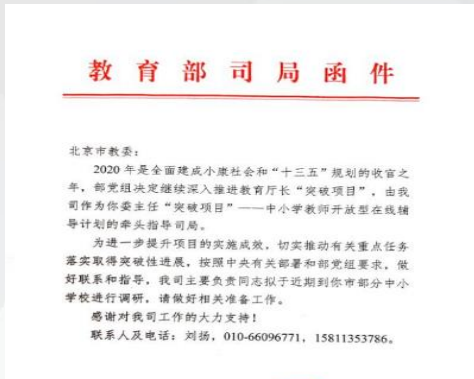 教育部司局函件
北京市教委：
2020年是全面建成小康社会和“十三五”规划的收官之
年，部党组决定继续深入推进教育厅长“突破项目”，由我
司作为你委主任“突破项目”——中小学教师开放型在线辅
导计划的牵头指导司局。
为进一步提升项目的实施成效，切实推动有关重点任务
落实取得突破性进展，按照中央有关部署和部党组要求，做
好联系和指导，我司主要负责同志拟于近期到你市部分中小
学校进行调研，请做好相关准备工作。
感谢对我司工作的大力支持！
联系人及电话：刘扬，010-66096771，15811353786。